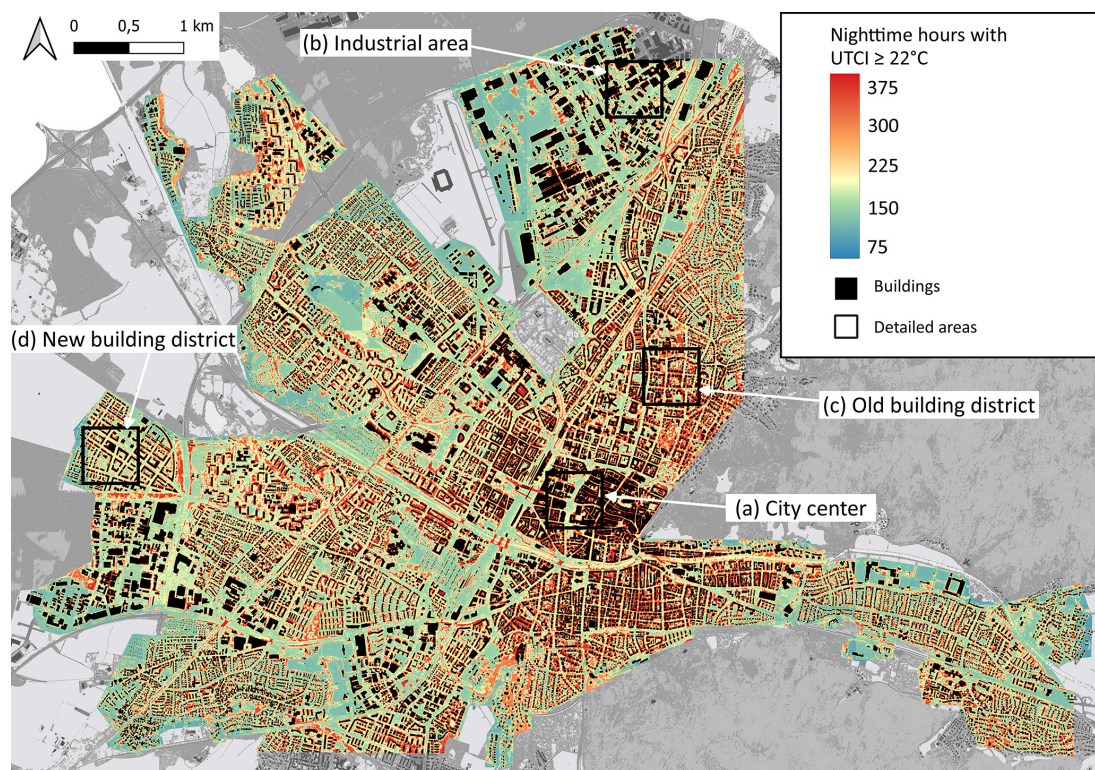 0 0,5 1 km
(b) Industrial area
Nighttime hours with
UTCI ≥ 22°C
375
300
225
150
75
Buildings
Detailed areas
(d) New building district
(c) Old building district
(a) City center